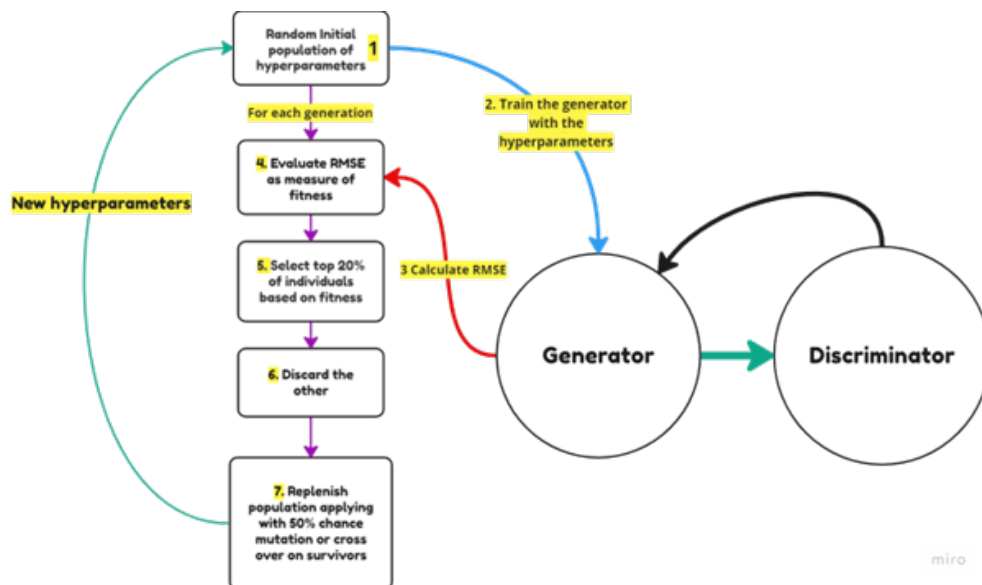 Random Initial
population of 1
hyperparameters
For each generation
2. Train the generator
with the
hyperparameters
4. Evaluate RMSE
as measure of
fitness
New hyperparameters
5. Select top 20%
of individuals
based on fitness
3 Calculate RMSE
Generator
Discriminator
6. Discard the
other
7. Replenish
population applying
with 50% chance
mutation or cross
over on survivors
miro